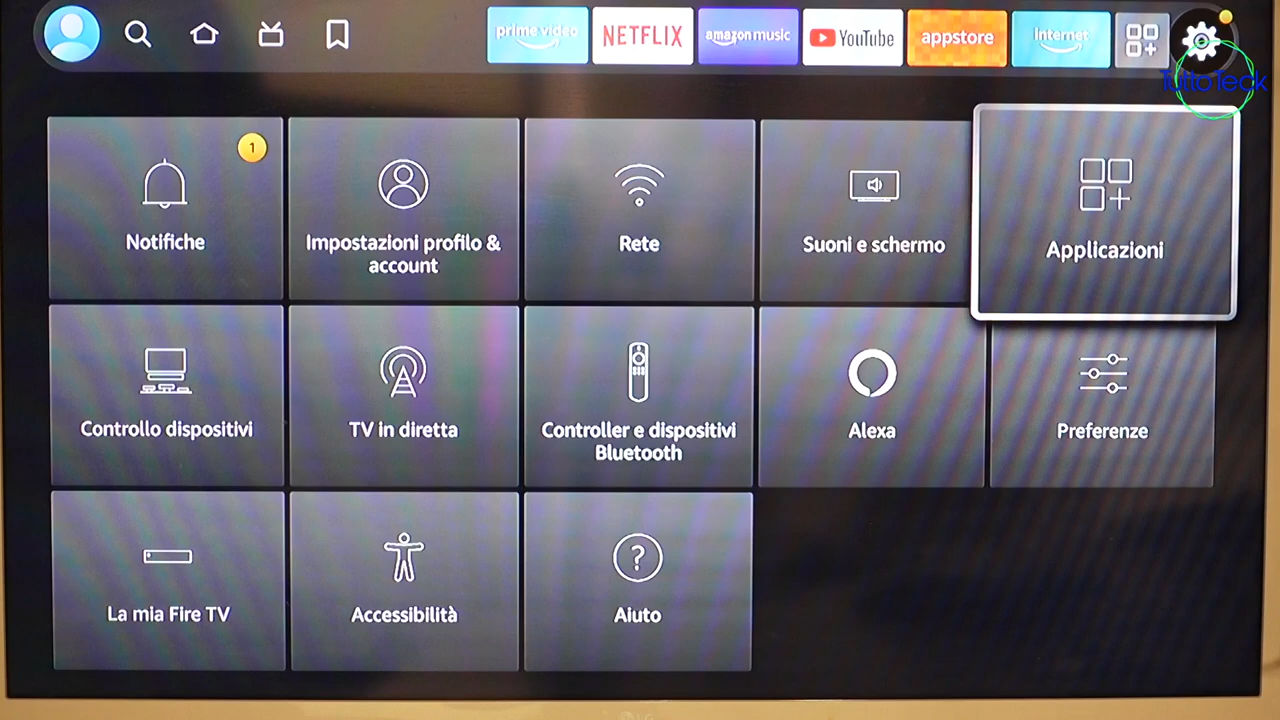 prime video
NETFLIX
amazon music
YouTube
appstore
internet
Tutto Teck
1
Notifiche
Impostazioni profilo &
account
Rete
Suoni e schermo
Applicazioni
Controllo dispositivi
TV in diretta
Controller e dispositivi
Bluetooth
Alexa
Preferenze
La mia Fire TV
Accessibilità
?
Aiuto